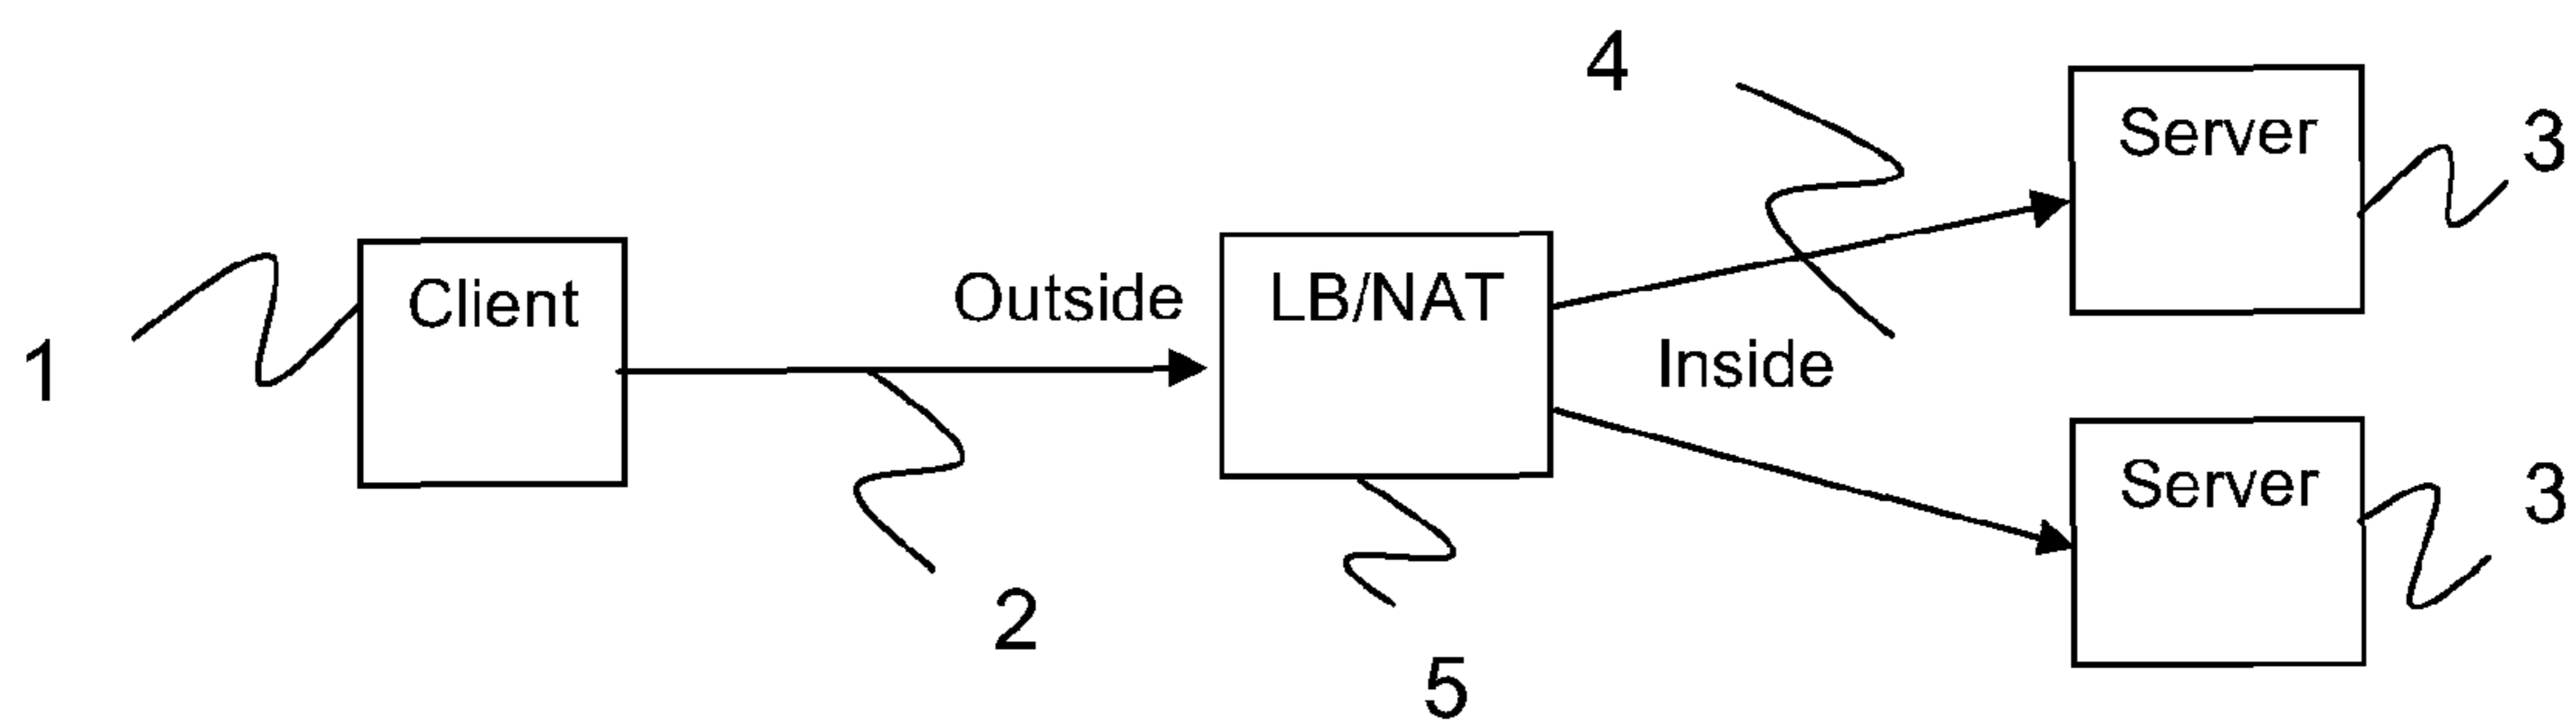 4
Server
3
1
Client
Outside
LB/NAT
Inside
2
5
Server
3